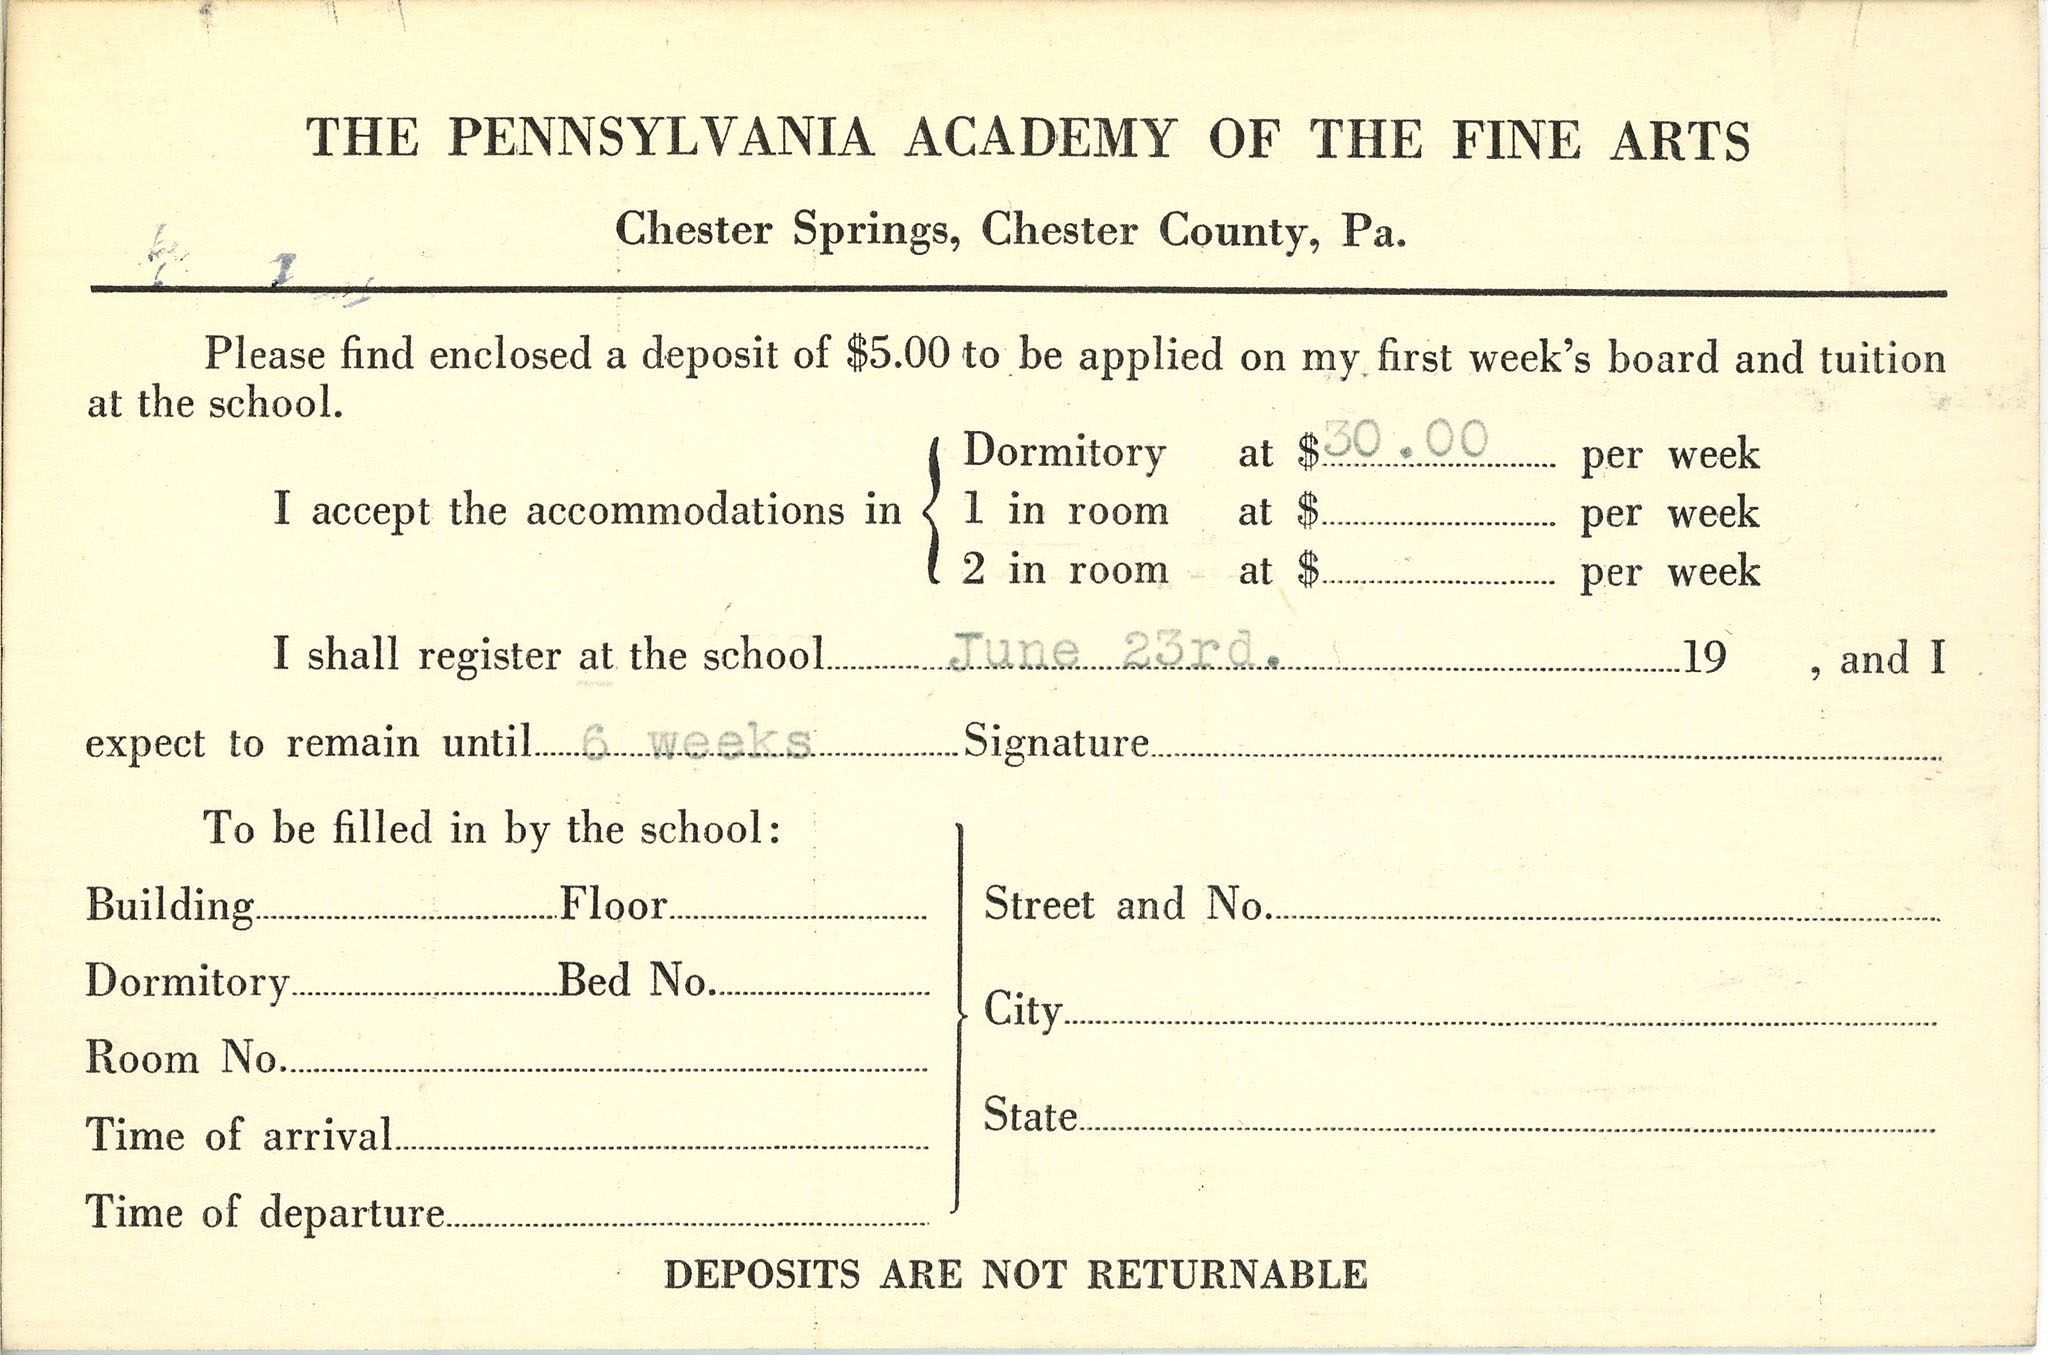 THE PENNSYLVANIA ACADEMY OF THE FINE ARTS
Chester Springs, Chester County, Pa.
Please find enclosed a deposit of $5.00 to be applied on my first week's board and tuition
at the school.
Dormitory at $30.00 per week
I accept the accommodations in 1 in room at $ per week
2 in room at $ per week
I shall register at the school June 23rd. 19 , and I
expect to remain until 6 weeks Signature
To be filled in by the school:
Building Floor
Dormitory Bed No.
Room No.
Time of arrival
Time of departure
Street and No.
City
State
DEPOSITS ARE NOT RETURNABLE